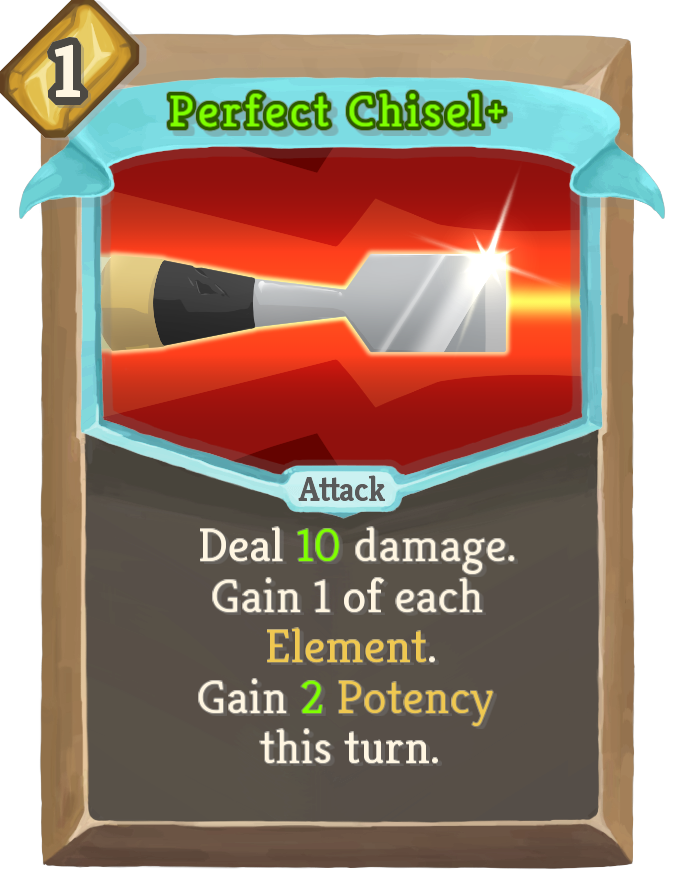 1
Perfect Chisel+
Attack
Deal 10 damage.
Gain 1 of each
Element.
Gain 2 Potency
this turn.